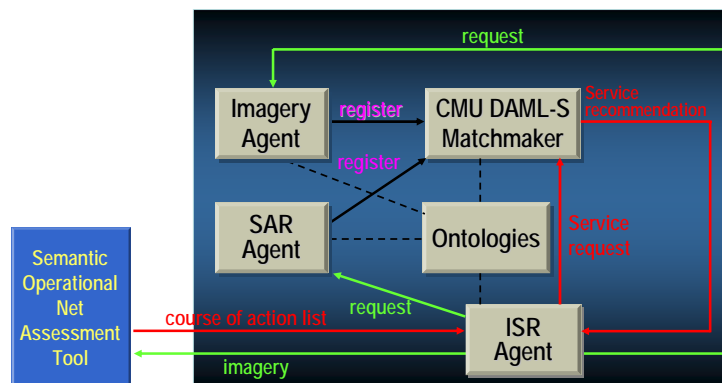 request
Imagery
Agent
register
CMU DAML-S
Matchmaker
Service
recommendation
register
SAR
Agent
Ontologies
Service
request
Semantic
Operational
Net
Assessment
Tool
request
course of action list
ISR
Agent
imagery